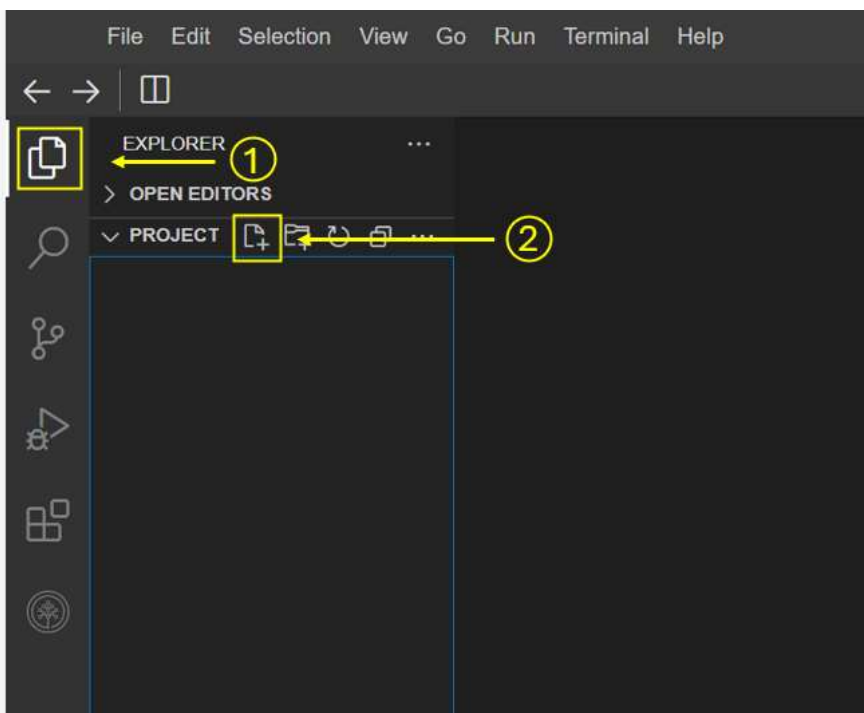 File Edit Selection View Go Run Terminal Help
EXPLORER ...
1
OPEN EDITORS
PROJECT ...
2